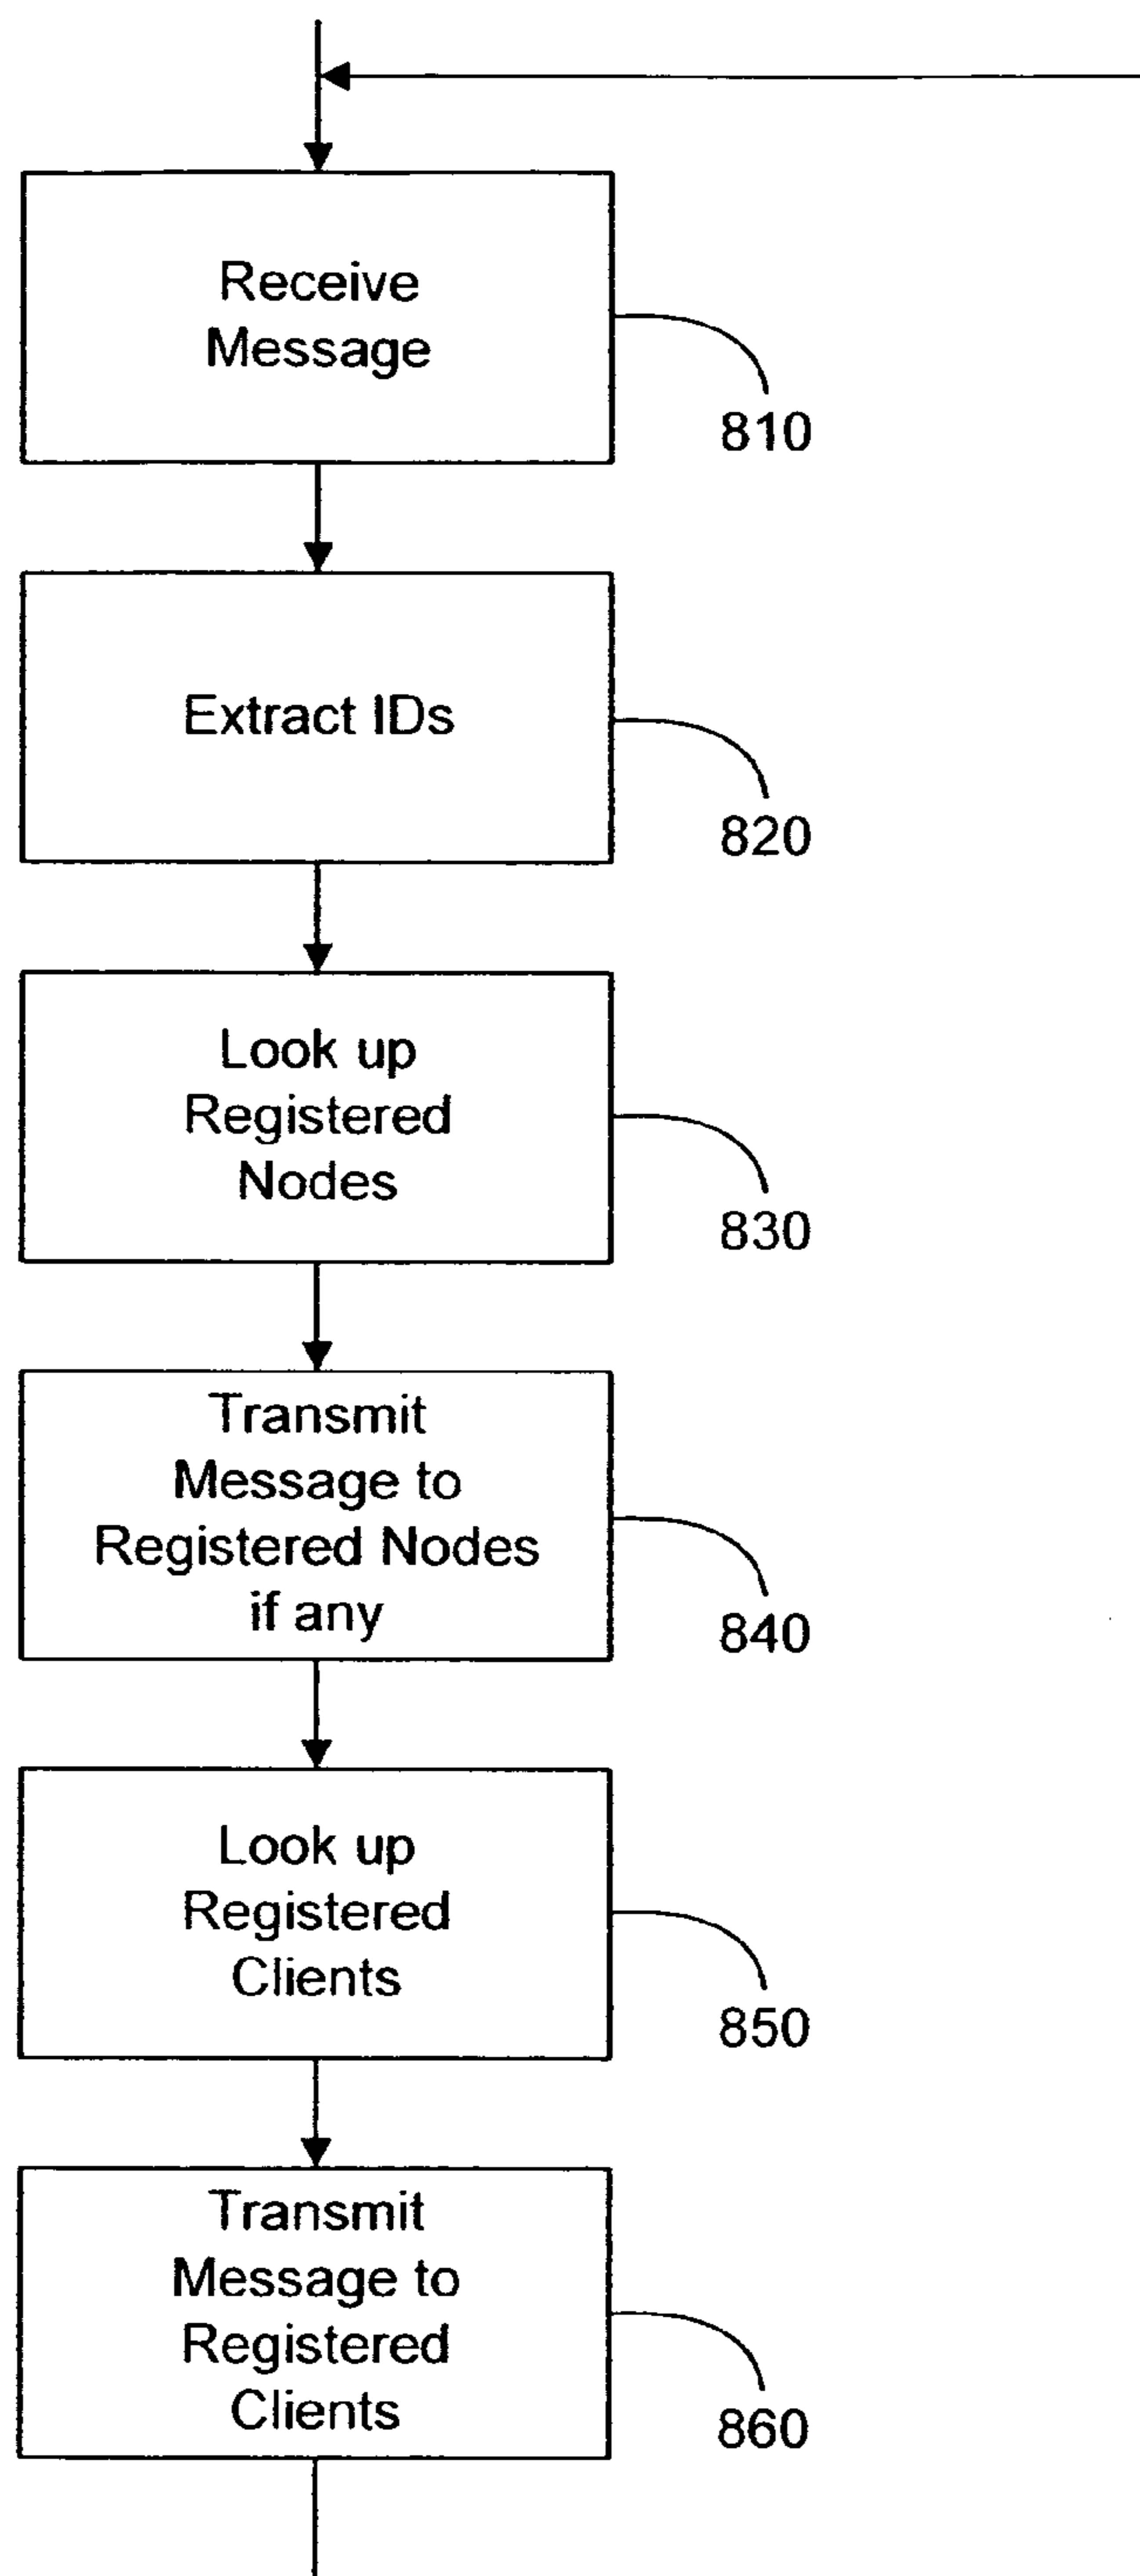 Receive
Message
810
Extract IDs
820
Look up
Registered
Nodes
830
Transmit
Message to
Registered Nodes
if any
840
Look up
Registered
Clients
850
Transmit
Message to
Registered
Clients
860